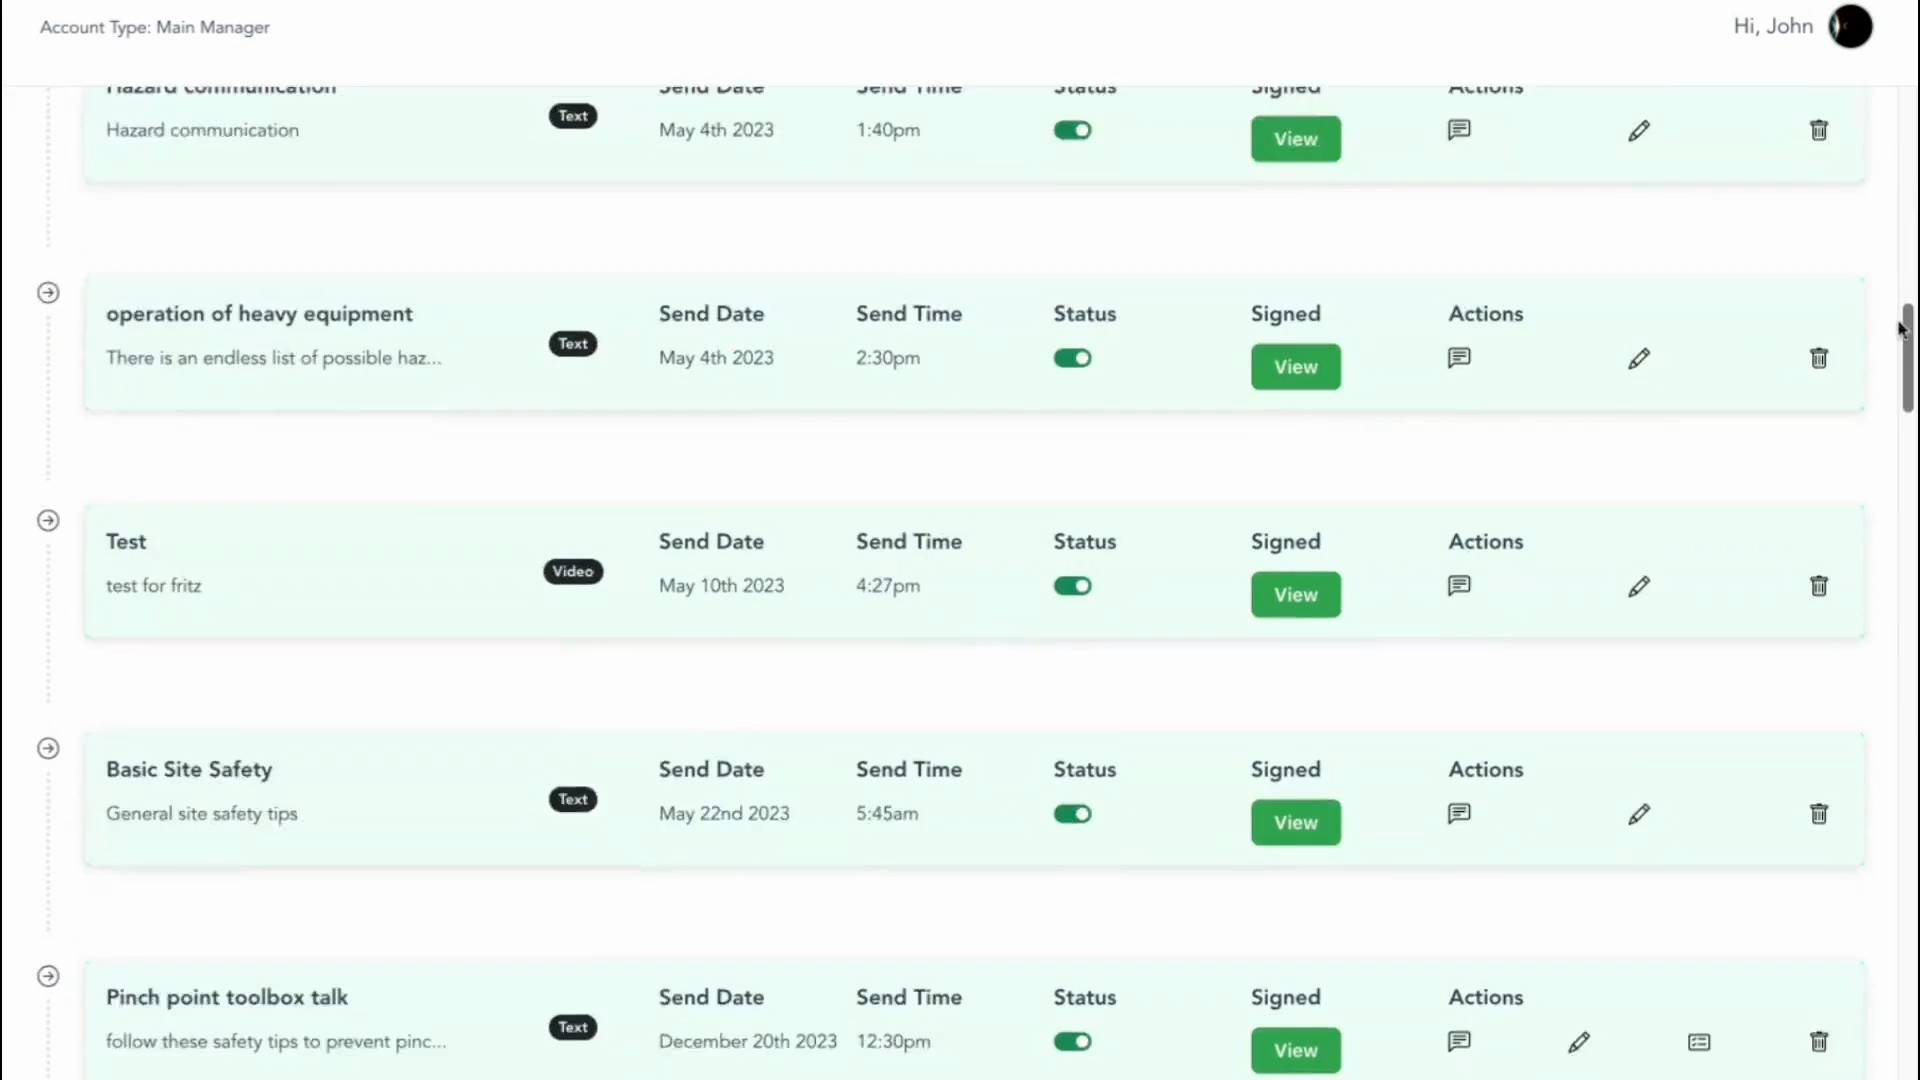 Account Type: Main Manager
Hi, John
Hazard communication Send Date Send Time Status Signed Actions
Hazard communication Text May 4th 2023 1:40pm View
operation of heavy equipment Send Date Send Time Status Signed Actions
There is an endless list of possible haz... Text May 4th 2023 2:30pm View
Test Send Date Send Time Status Signed Actions
test for fritz Video May 10th 2023 4:27pm View
Basic Site Safety Send Date Send Time Status Signed Actions
General site safety tips Text May 22nd 2023 5:45am View
Pinch point toolbox talk Send Date Send Time Status Signed Actions
follow these safety tips to prevent pinc... Text December 20th 2023 12:30pm View